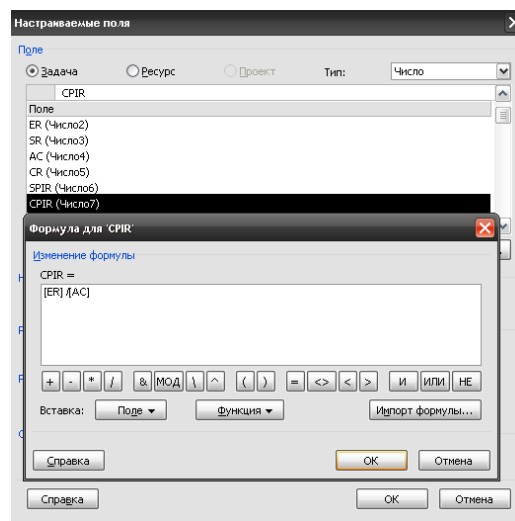 Настраиваемые поля
Поле
Задача Ресурс Проект Тип: Число
CPIR
Поле
ER (Число2)
SR (Число3)
AC (Число4)
CR (Число5)
SPIR (Число6)
CPIR (Число7)
Формула для 'CPIR'
Изменение формулы
CPIR =
[ER] /[AC]
+ - * / & МОД \ ^ ( ) = <> < > И ИЛИ НЕ
Вставка: Поле Функция Импорт формулы...
Справка ОК Отмена
Справка ОК Отмена